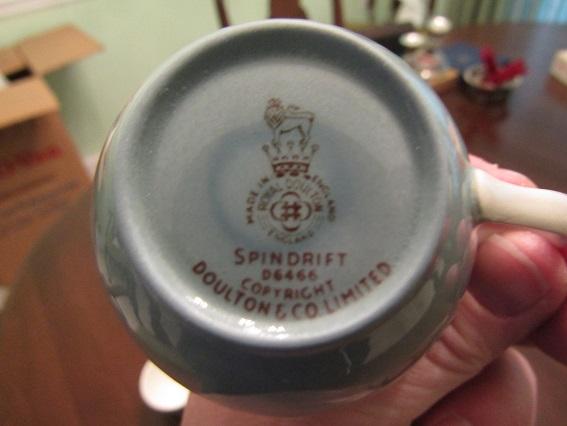 MADE IN ENGLAND
ROYAL DOULTON
ENGLAND
SPINDRIFT
D6466
COPYRIGHT
DOULTON & CO. LIMITED